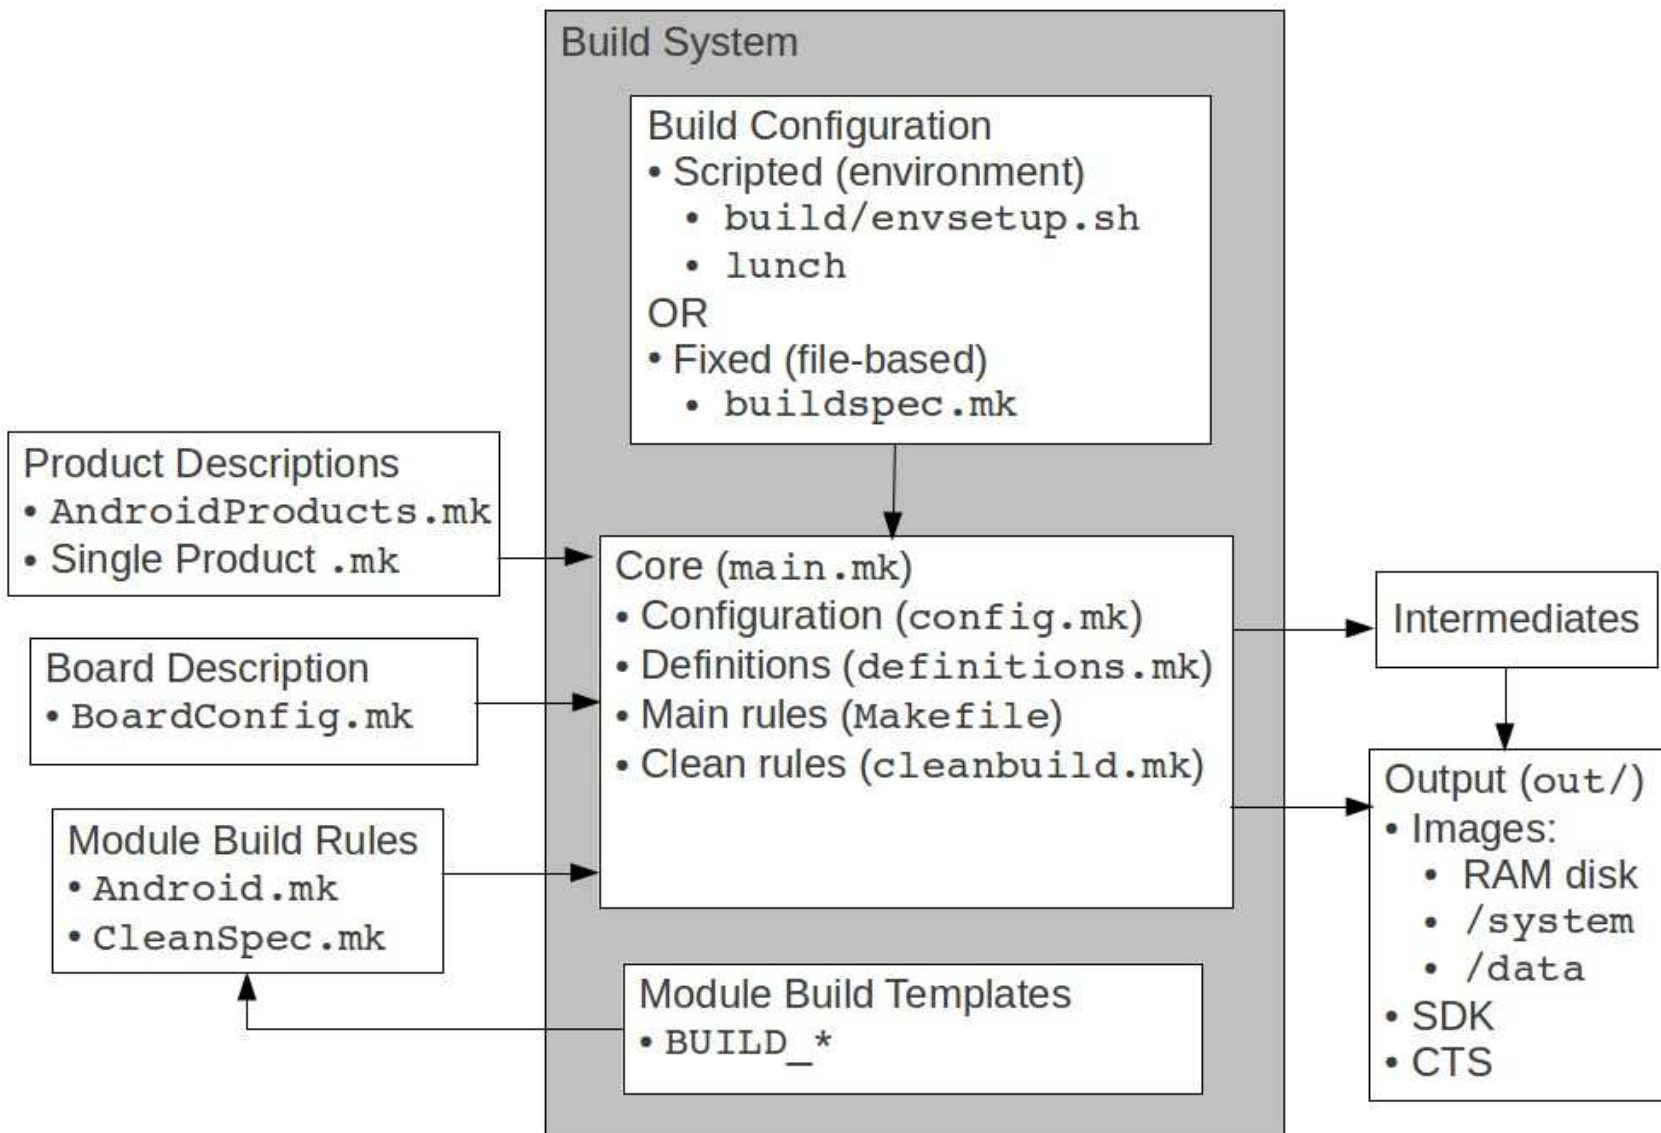 Build System
Build Configuration
• Scripted (environment)
• build/envsetup.sh
• lunch
OR
• Fixed (file-based)
• buildspec.mk
Product Descriptions
• AndroidProducts.mk
• Single Product .mk
Board Description
• BoardConfig.mk
Module Build Rules
• Android.mk
• CleanSpec.mk
Core (main.mk)
• Configuration (config.mk)
• Definitions (definitions.mk)
• Main rules (Makefile)
• Clean rules (cleanbuild.mk)
Module Build Templates
• BUILD_*
Intermediates
Output (out/)
• Images:
• RAM disk
• /system
• /data
• SDK
• CTS